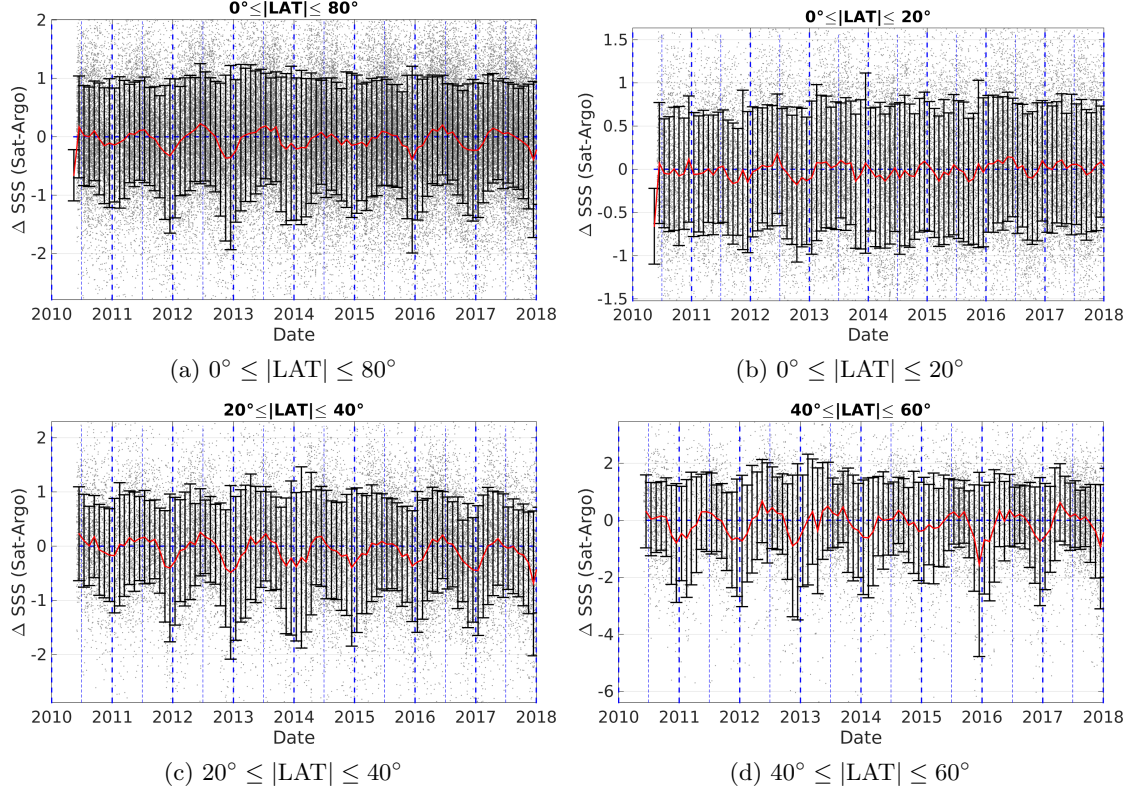 0°≤|LAT|≤ 80°
2
1
0
-1
-2
Δ SSS (Sat-Argo)
2010 2011 2012 2013 2014 2015 2016 2017 2018
Date
(a) 0° ≤ |LAT| ≤ 80°
0°≤|LAT|≤ 20°
1.5
1
0.5
0
-0.5
-1
-1.5
Δ SSS (Sat-Argo)
2010 2011 2012 2013 2014 2015 2016 2017 2018
Date
(b) 0° ≤ |LAT| ≤ 20°
20°≤|LAT|≤ 40°
2
1
0
-1
-2
Δ SSS (Sat-Argo)
2010 2011 2012 2013 2014 2015 2016 2017 2018
Date
(c) 20° ≤ |LAT| ≤ 40°
40°≤|LAT|≤ 60°
2
0
-2
-4
-6
Δ SSS (Sat-Argo)
2010 2011 2012 2013 2014 2015 2016 2017 2018
Date
(d) 40° ≤ |LAT| ≤ 60°